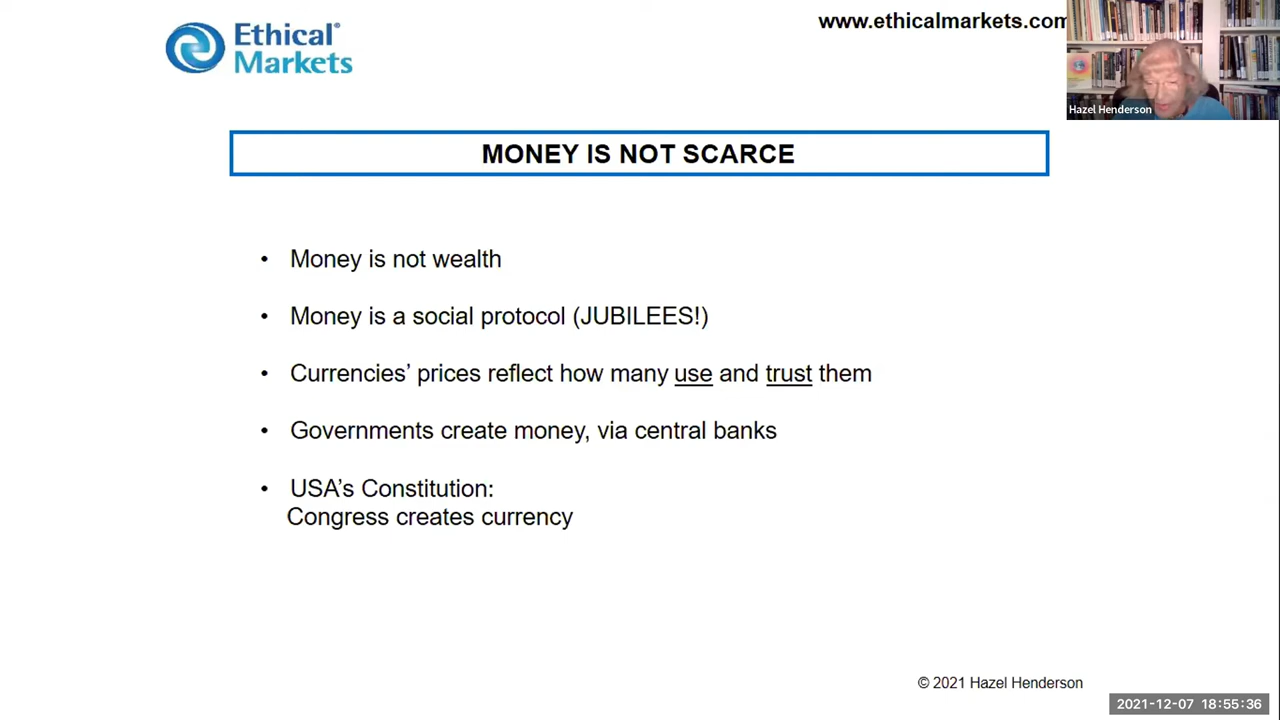 Ethical®
Markets
www.ethicalmarkets.com
Hazel Henderson
MONEY IS NOT SCARCE
• Money is not wealth
• Money is a social protocol (JUBILEES!)
• Currencies’ prices reflect how many use and trust them
• Governments create money, via central banks
• USA’s Constitution:
Congress creates currency
© 2021 Hazel Henderson
2021-12-07 18:55:36